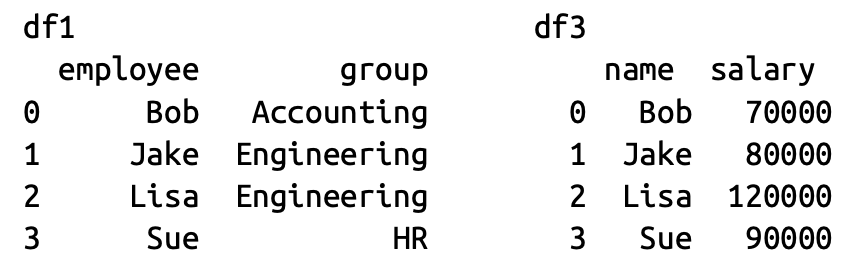 df1 df3
employee group name salary
0 Bob Accounting 0 Bob 70000
1 Jake Engineering 1 Jake 80000
2 Lisa Engineering 2 Lisa 120000
3 Sue HR 3 Sue 90000